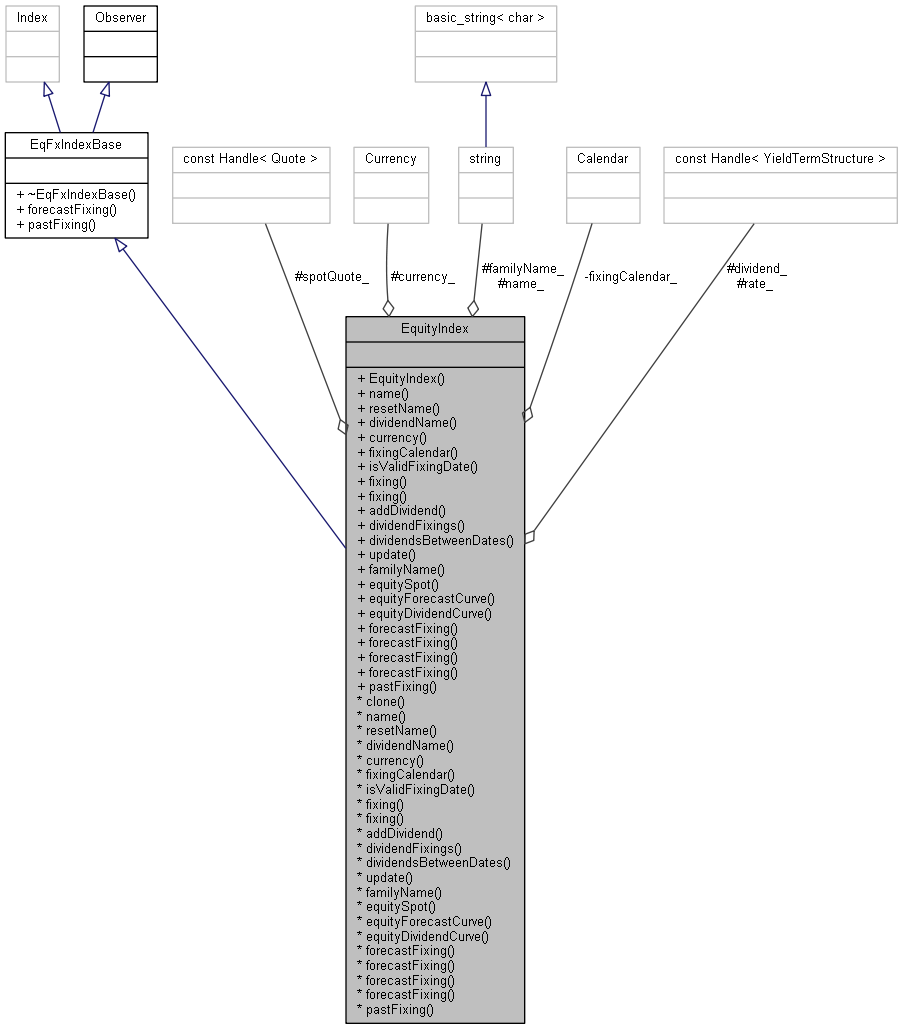 Index
Observer
basic_string< char >
EqFxIndexBase
+ ~EqFxIndexBase()
+ forecastFixing()
+ pastFixing()
const Handle< Quote >
Currency
string
Calendar
const Handle< YieldTermStructure >
#spotQuote_
#currency_
#familyName_
#name_
-fixingCalendar_
#dividend_
#rate_
EquityIndex
+ EquityIndex()
+ name()
+ resetName()
+ dividendName()
+ currency()
+ fixingCalendar()
+ isValidFixingDate()
+ fixing()
+ fixing()
+ addDividend()
+ dividendFixings()
+ dividendsBetweenDates()
+ update()
+ familyName()
+ equitySpot()
+ equityForecastCurve()
+ equityDividendCurve()
+ forecastFixing()
+ forecastFixing()
+ forecastFixing()
+ forecastFixing()
+ pastFixing()
* clone()
* name()
* resetName()
* dividendName()
* currency()
* fixingCalendar()
* isValidFixingDate()
* fixing()
* fixing()
* addDividend()
* dividendFixings()
* dividendsBetweenDates()
* update()
* familyName()
* equitySpot()
* equityForecastCurve()
* equityDividendCurve()
* forecastFixing()
* forecastFixing()
* forecastFixing()
* forecastFixing()
* pastFixing()